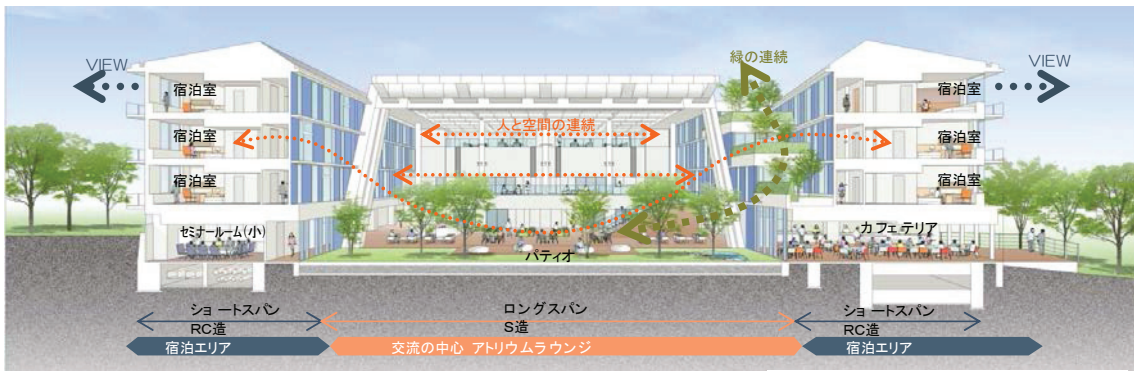 VIEW
緑の連続
VIEW
宿泊室
宿泊室
人と空間の連続
宿泊室
宿泊室
宿泊室
宿泊室
セミナールーム(小)
カフェテリア
パティオ
ショートスパン
RC造
ロングスパン
S造
ショートスパン
RC造
宿泊エリア
交流の中心 アトリウムラウンジ
宿泊エリア